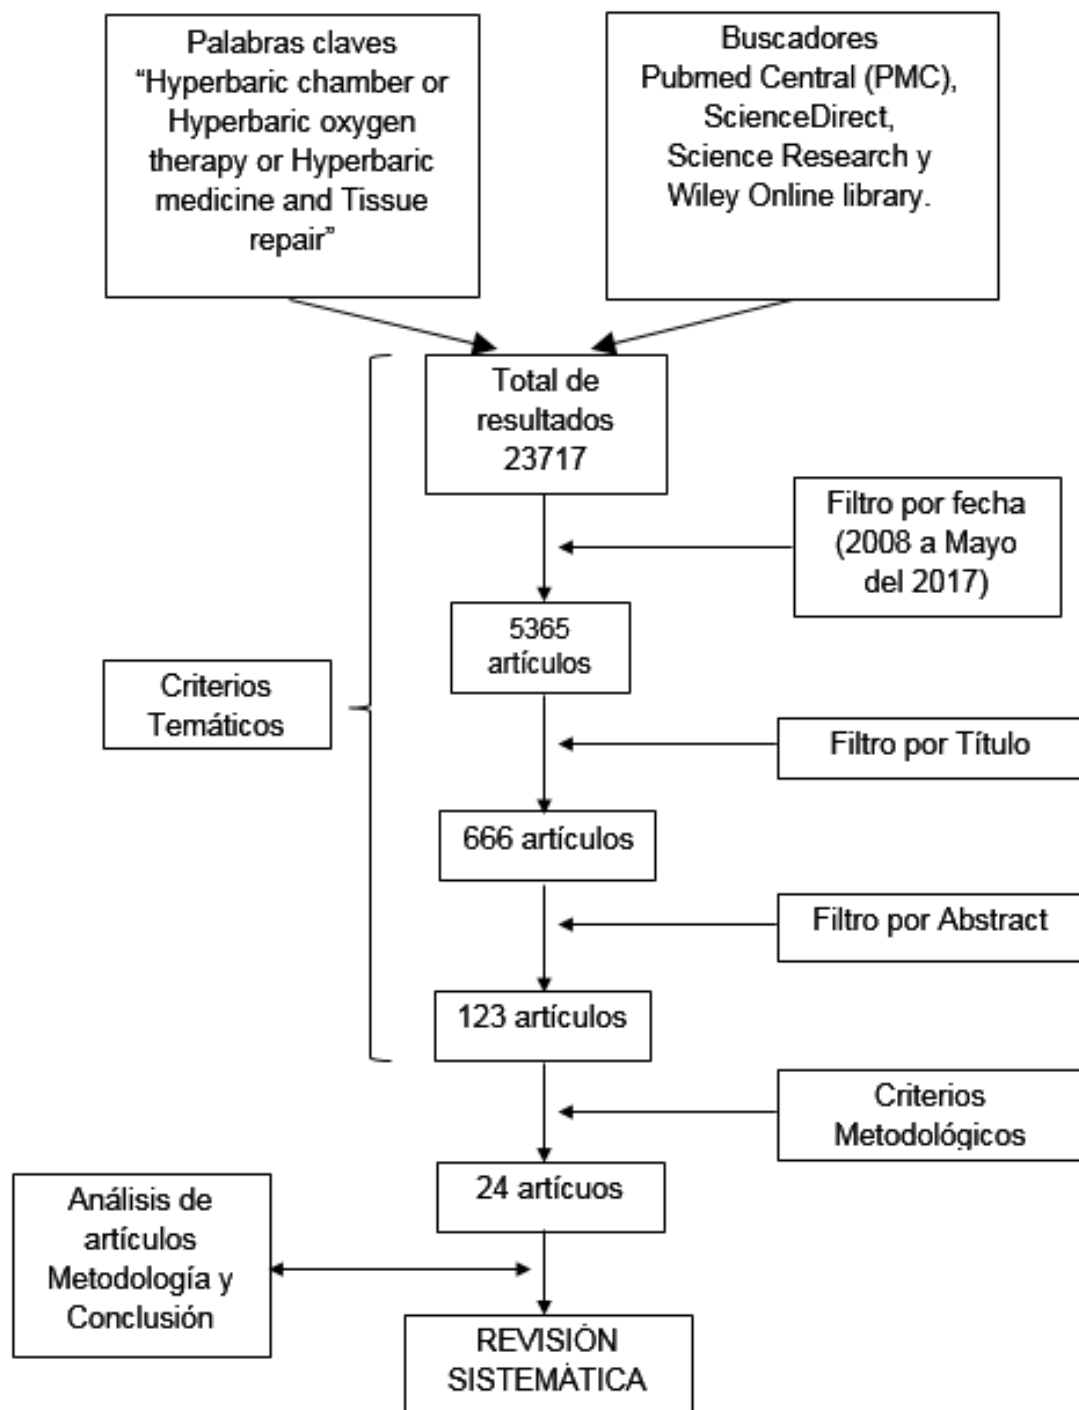 Palabras claves
“Hyperbaric chamber or
Hyperbaric oxygen
therapy or Hyperbaric
medicine and Tissue
repair”
Buscadores
Pubmed Central (PMC),
ScienceDirect,
Science Research y
Wiley Online library.
Total de
resultados
23717
Filtro por fecha
(2008 a Mayo
del 2017)
5365
artículos
Criterios
Temáticos
Filtro por Título
666 artículos
Filtro por Abstract
123 artículos
Criterios
Metodológicos
24 artícuos
Análisis de
artículos
Metodología y
Conclusión
REVISIÓN
SISTEMÁTICA